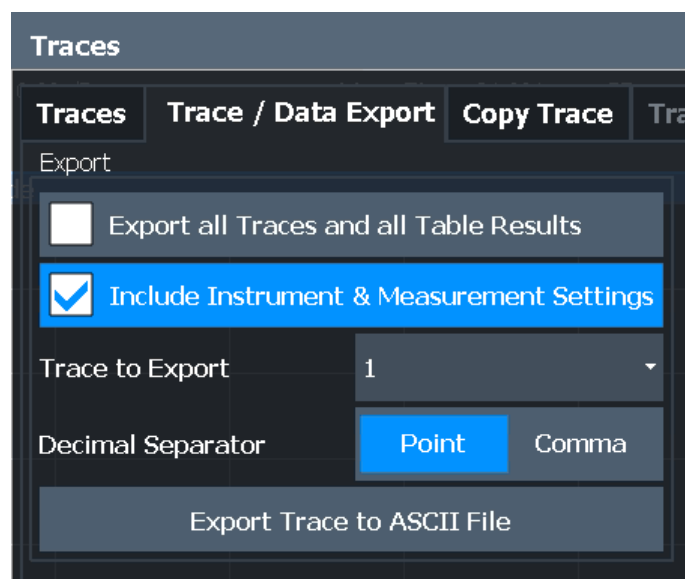 Traces
Traces Trace / Data Export Copy Trace Tra
Export
Export all Traces and all Table Results
Include Instrument & Measurement Settings
Trace to Export 1
Decimal Separator Point Comma
Export Trace to ASCII File